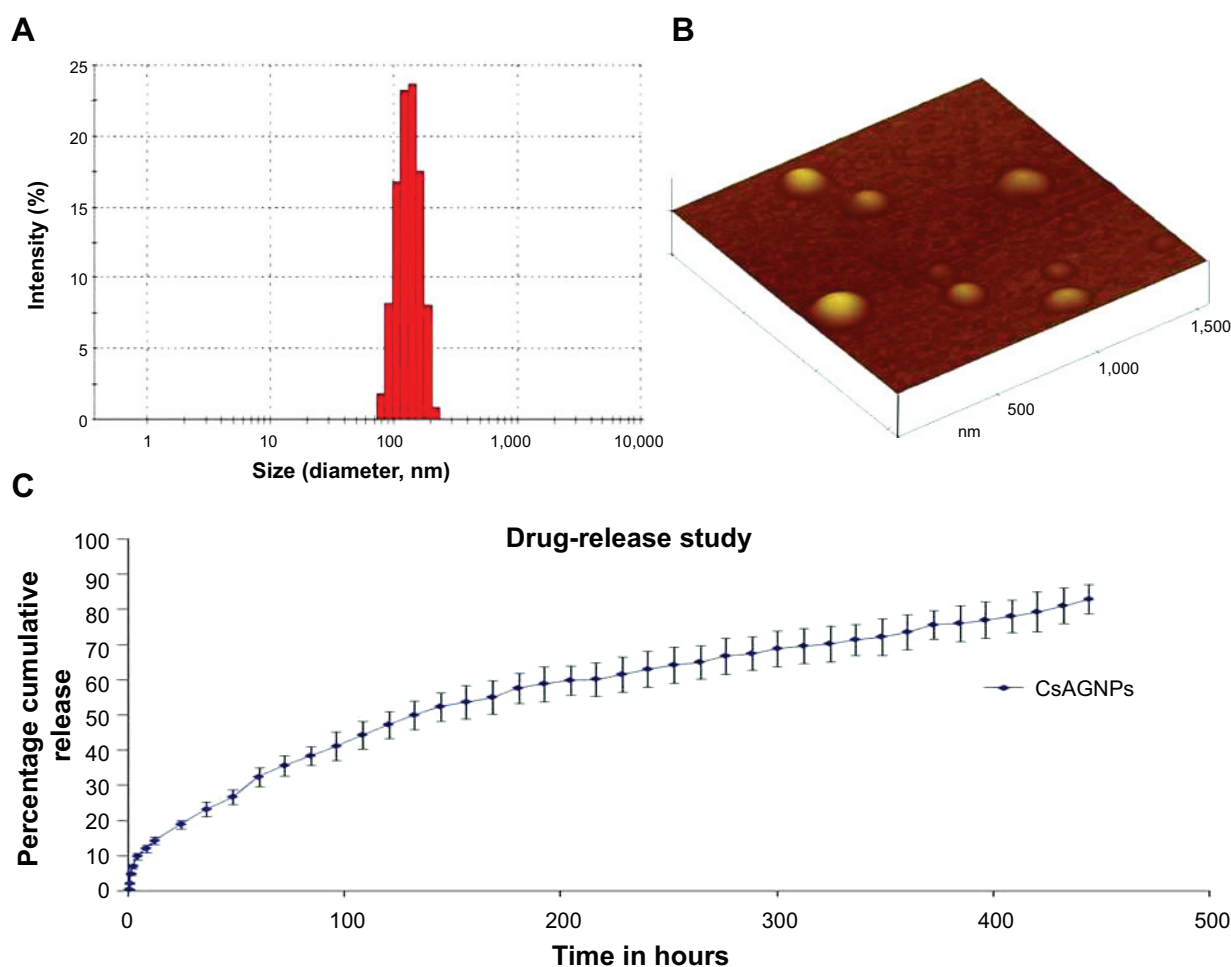 A
25
20
15
10
5
0
Intensity (%)
1
10
100
1,000
10,000
Size (diameter, nm)
B
1,500
1,000
500
nm
C
Drug-release study
100
90
80
70
60
50
40
30
20
10
0
Percentage cumulative
release
CsAGNPs
0
100
200
300
400
500
Time in hours